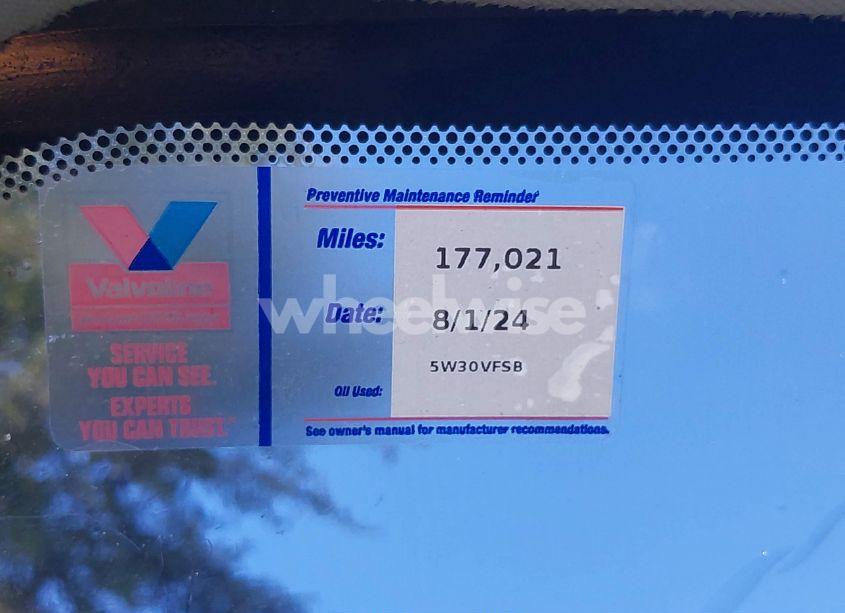 Preventive Maintenance Reminder
Miles: 177,021
Date: 8/1/24
5W30VFSB
Oil Used:
See owner's manual for manufacturer recommendations.
Valvoline
SERVICE
YOU CAN SEE.
EXPERTS
YOU CAN TRUST.™
wheelwise